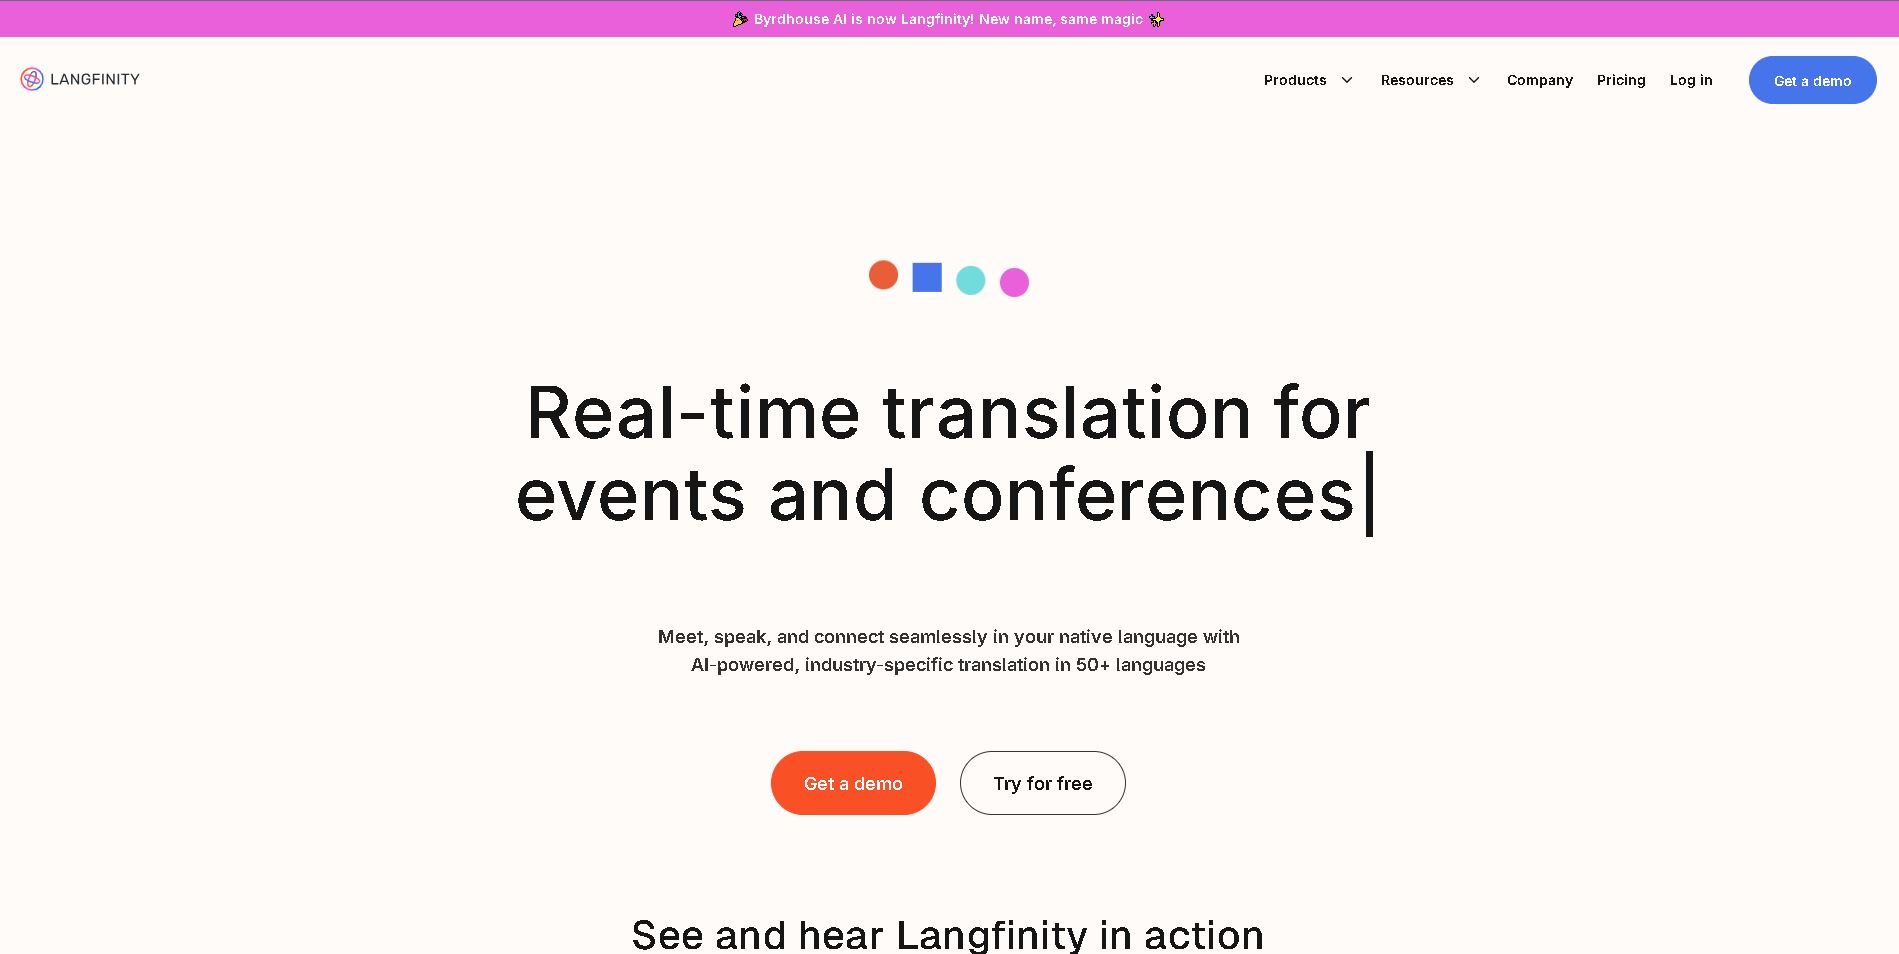 🎉 Byrdhouse AI is now Langfinity! New name, same magic ✨
LANGFINITY
Products
Resources
Company
Pricing
Log in
Get a demo
Real-time translation for
events and conferences|
Meet, speak, and connect seamlessly in your native language with
AI-powered, industry-specific translation in 50+ languages
Get a demo
Try for free
See and hear Langfinity in action